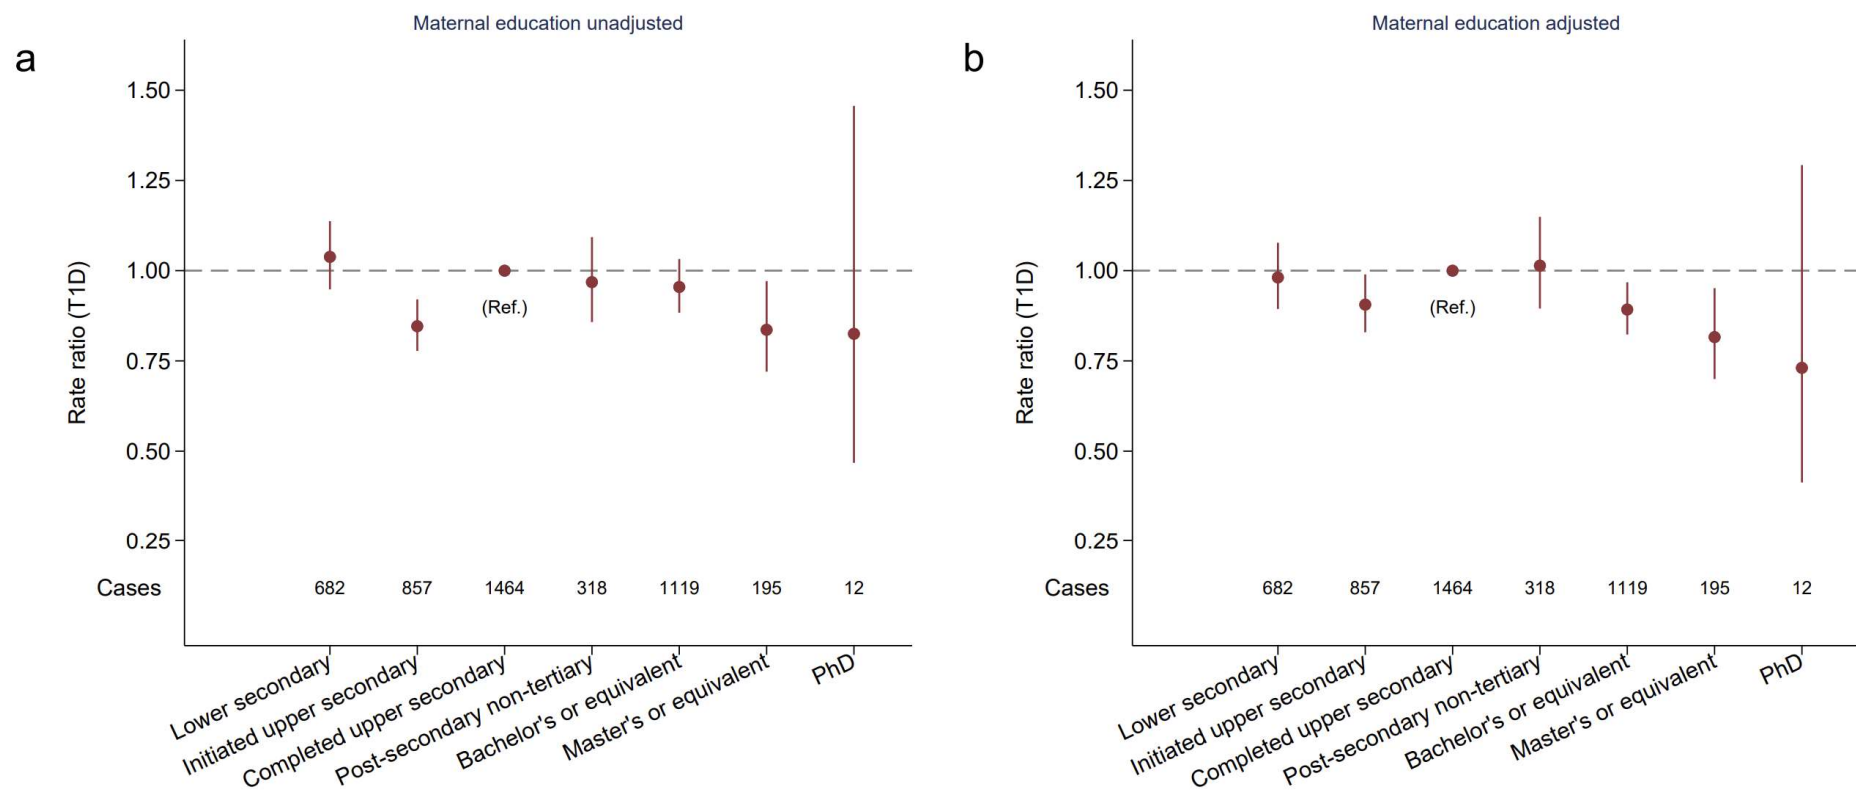 a
Maternal education unadjusted
Rate ratio (T1D)
1.50
1.25
1.00
0.75
0.50
0.25
(Ref.)
Cases 682 857 1464 318 1119 195 12
Lower secondary
Initiated upper secondary
Completed upper secondary
Post-secondary non-tertiary
Bachelor's or equivalent
Master's or equivalent
PhD
b
Maternal education adjusted
Rate ratio (T1D)
1.50
1.25
1.00
0.75
0.50
0.25
(Ref.)
Cases 682 857 1464 318 1119 195 12
Lower secondary
Initiated upper secondary
Completed upper secondary
Post-secondary non-tertiary
Bachelor's or equivalent
Master's or equivalent
PhD